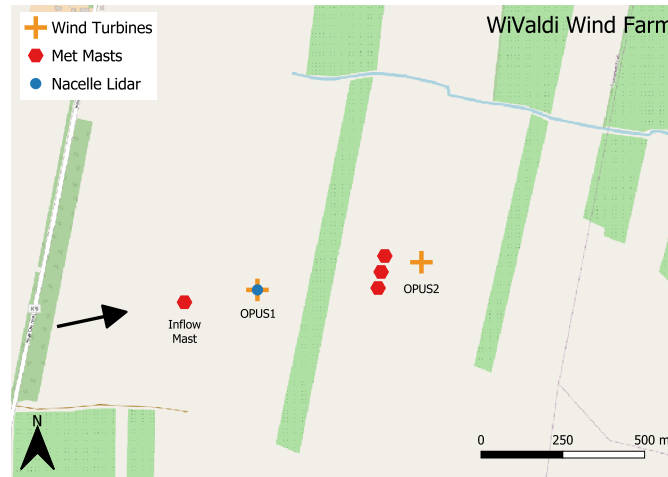 WiValdi Wind Farm
Wind Turbines
Met Masts
Nacelle Lidar
OPUS2
OPUS1
Inflow
Mast
N
0
250
500 m